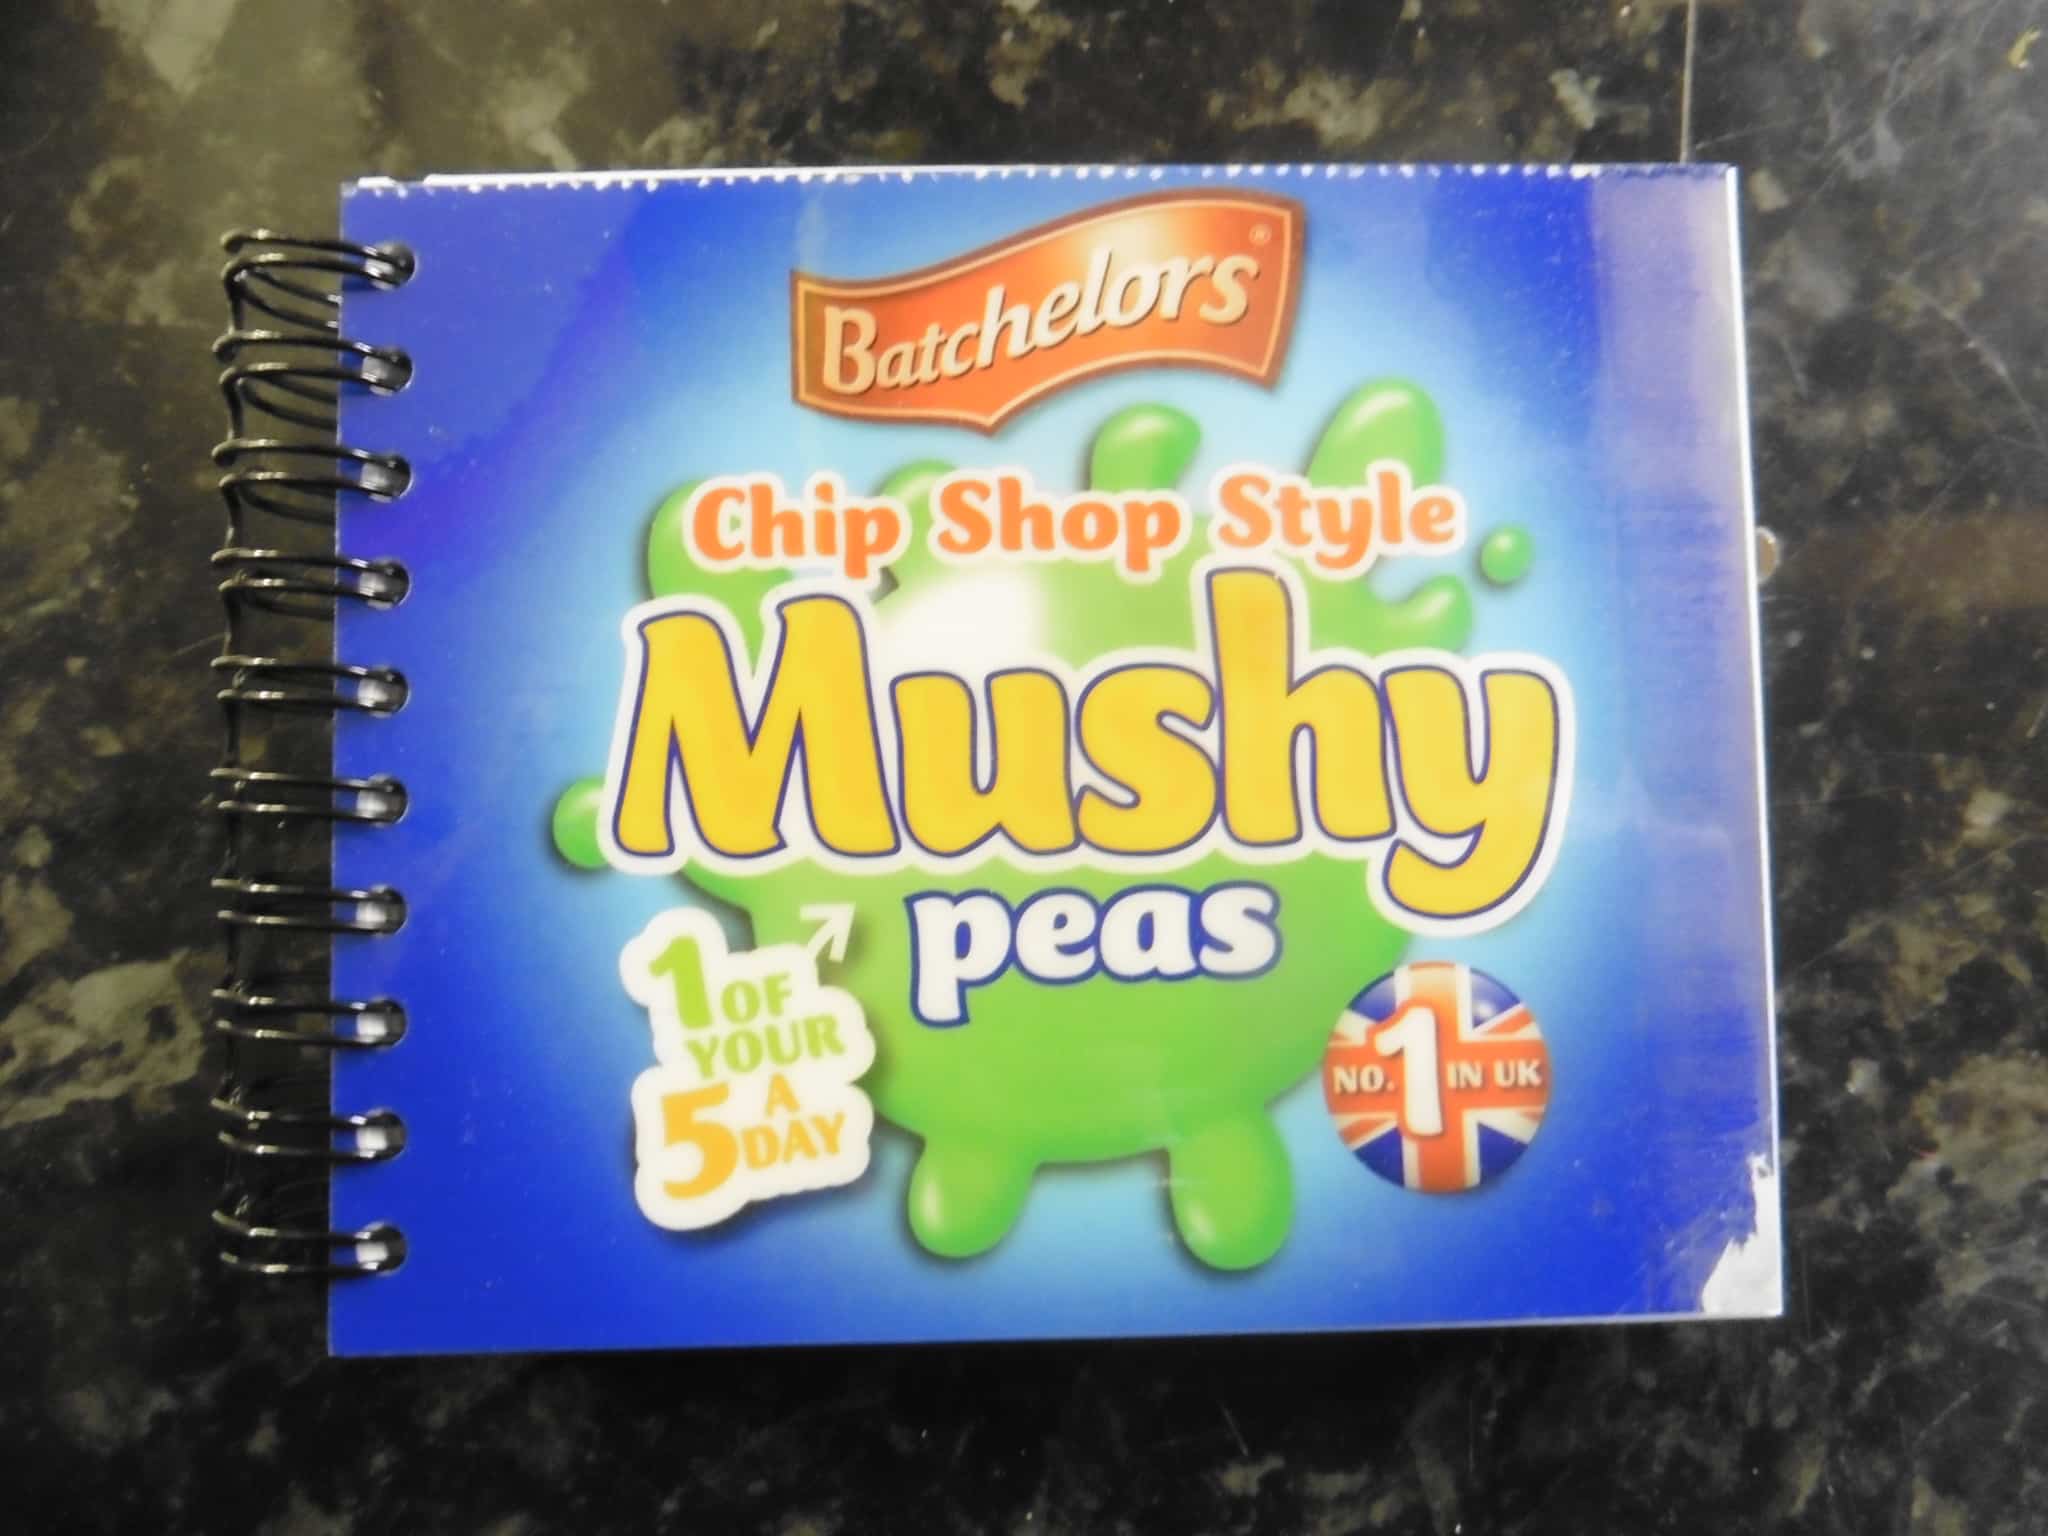 Batchelors®
Chip Shop Style
Mushy
peas
1 OF
YOUR
5 A
DAY
NO. 1 IN UK